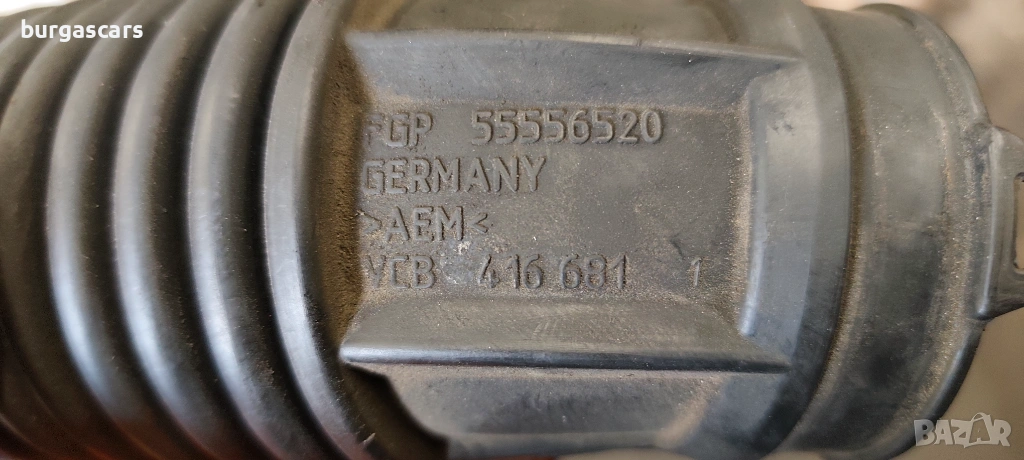 burgascars
FGP 55556520
GERMANY
>AEM<
VCB 416 681 1
BAZAR